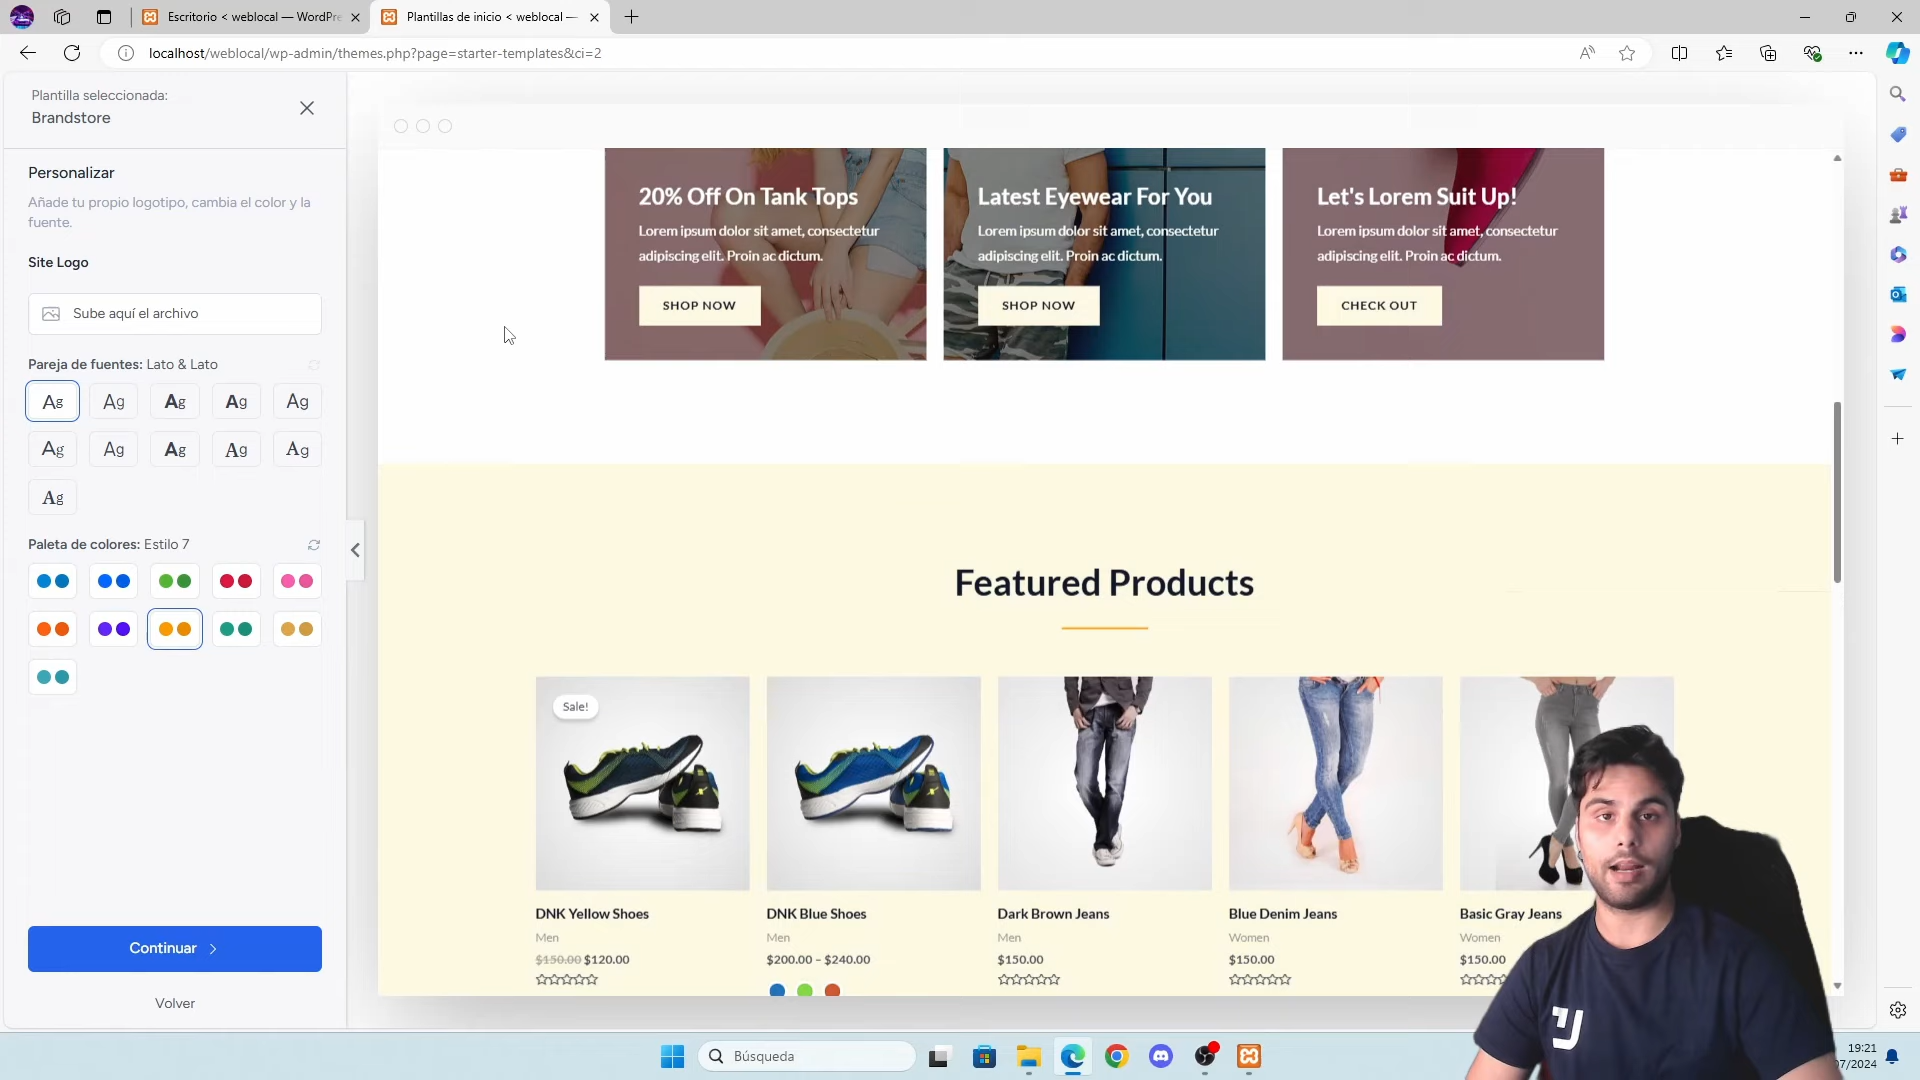 Escritorio < weblocal — WordPre
Plantillas de inicio < weblocal —
localhost/weblocal/wp-admin/themes.php?page=starter-templates&ci=2
Plantilla seleccionada:
Brandstore
Personalizar
Añade tu propio logotipo, cambia el color y la
fuente.
Site Logo
Sube aquí el archivo
Pareja de fuentes: Lato & Lato
Ag Ag Ag Ag Ag
Ag Ag Ag Ag Ag
Ag
Paleta de colores: Estilo 7
Continuar
Volver
20% Off On Tank Tops
Lorem ipsum dolor sit amet, consectetur
adipiscing elit. Proin ac dictum.
SHOP NOW
Latest Eyewear For You
Lorem ipsum dolor sit amet, consectetur
adipiscing elit. Proin ac dictum.
SHOP NOW
Let's Lorem Suit Up!
Lorem ipsum dolor sit amet, consectetur
adipiscing elit. Proin ac dictum.
CHECK OUT
Featured Products
Sale!
DNK Yellow Shoes
Men
$150.00 $120.00
DNK Blue Shoes
Men
$200.00 – $240.00
Dark Brown Jeans
Men
$150.00
Blue Denim Jeans
Women
$150.00
Basic Gray Jeans
Women
$150.00
Búsqueda
19:21
07/2024